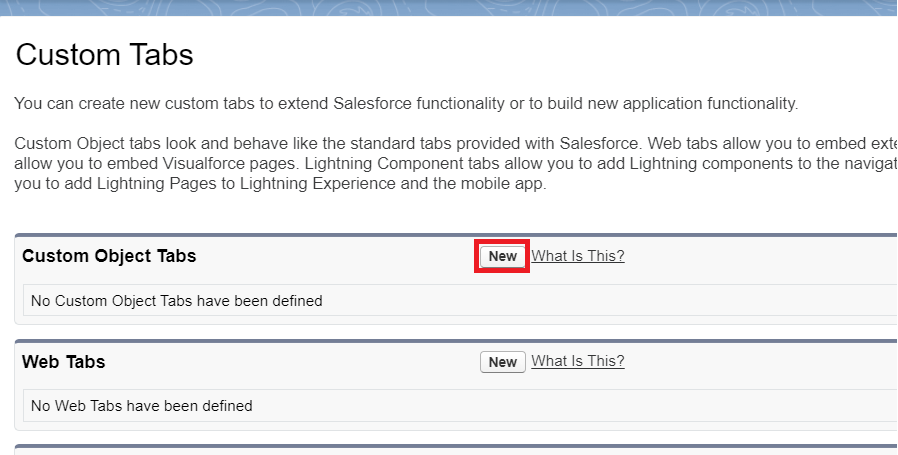 Custom Tabs
You can create new custom tabs to extend Salesforce functionality or to build new application functionality.
Custom Object tabs look and behave like the standard tabs provided with Salesforce. Web tabs allow you to embed exte
allow you to embed Visualforce pages. Lightning Component tabs allow you to add Lightning components to the navigat
you to add Lightning Pages to Lightning Experience and the mobile app.
Custom Object Tabs New What Is This?
No Custom Object Tabs have been defined
Web Tabs New What Is This?
No Web Tabs have been defined